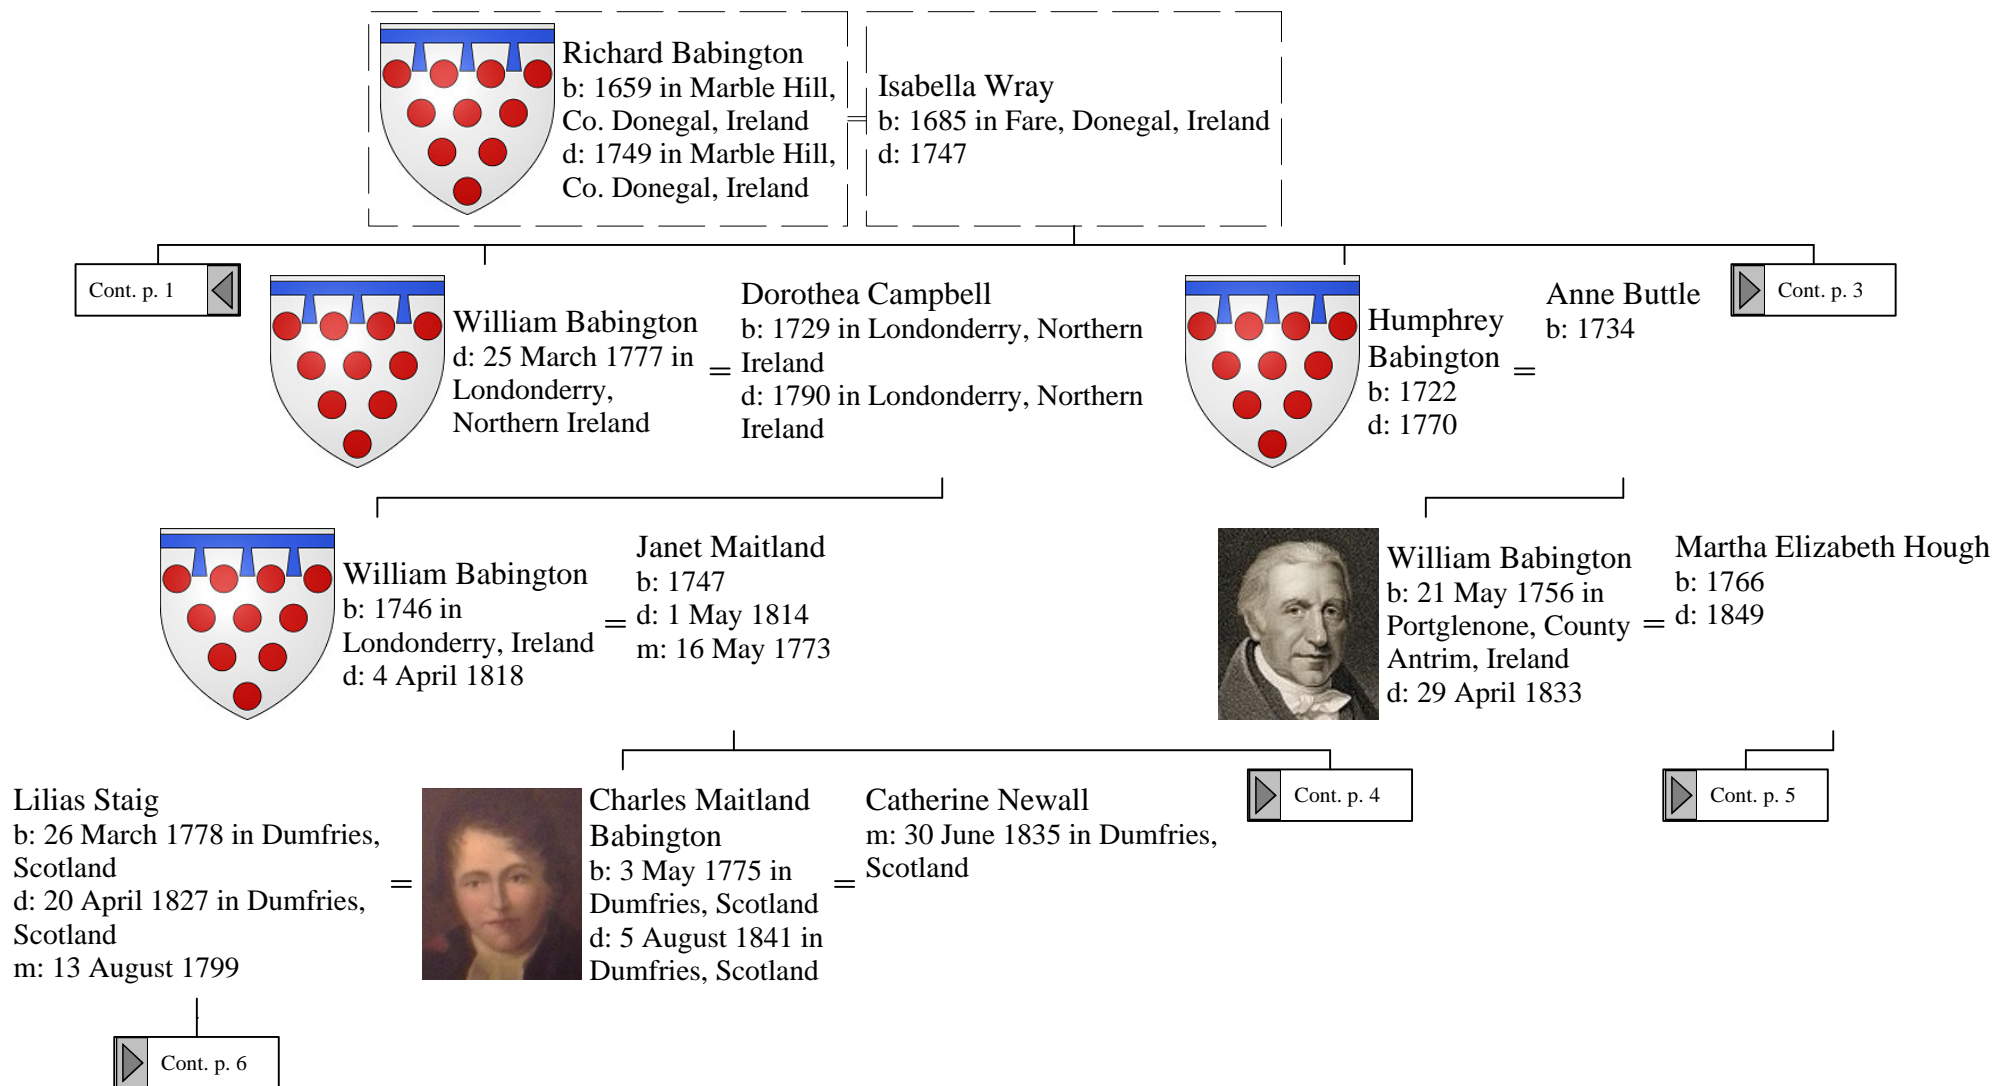 Richard Babington
b: 1659 in Marble Hill,
Co. Donegal, Ireland
d: 1749 in Marble Hill,
Co. Donegal, Ireland
Isabella Wray
b: 1685 in Fare, Donegal, Ireland
d: 1747
=
Cont. p. 1
William Babington
d: 25 March 1777 in
Londonderry,
Northern Ireland
=
Dorothea Campbell
b: 1729 in Londonderry, Northern
Ireland
d: 1790 in Londonderry, Northern
Ireland
Humphrey
Babington
b: 1722
d: 1770
=
Anne Buttle
b: 1734
Cont. p. 3
William Babington
b: 1746 in
Londonderry, Ireland
d: 4 April 1818
=
Janet Maitland
b: 1747
d: 1 May 1814
m: 16 May 1773
William Babington
b: 21 May 1756 in
Portglenone, County
Antrim, Ireland
d: 29 April 1833
=
Martha Elizabeth Hough
b: 1766
d: 1849
Lilias Staig
b: 26 March 1778 in Dumfries,
Scotland
d: 20 April 1827 in Dumfries,
Scotland
m: 13 August 1799
=
Charles Maitland
Babington
b: 3 May 1775 in
Dumfries, Scotland
d: 5 August 1841 in
Dumfries, Scotland
=
Catherine Newall
m: 30 June 1835 in Dumfries,
Scotland
Cont. p. 4
Cont. p. 5
Cont. p. 6